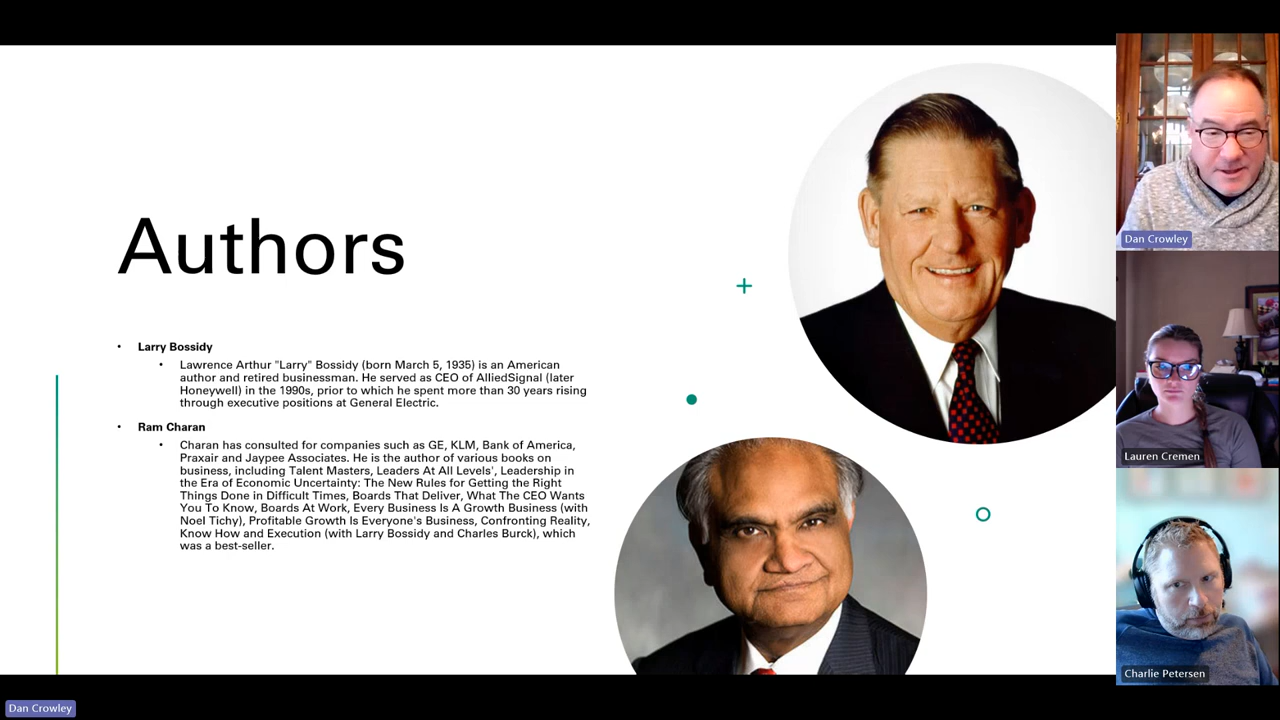 Authors
• Larry Bossidy
• Lawrence Arthur "Larry" Bossidy (born March 5, 1935) is an American
author and retired businessman. He served as CEO of AlliedSignal (later
Honeywell) in the 1990s, prior to which he spent more than 30 years rising
through executive positions at General Electric.
• Ram Charan
• Charan has consulted for companies such as GE, KLM, Bank of America,
Praxair and Jaypee Associates. He is the author of various books on
business, including Talent Masters, Leaders At All Levels', Leadership in
the Era of Economic Uncertainty: The New Rules for Getting the Right
Things Done in Difficult Times, Boards That Deliver, What The CEO Wants
You To Know, Boards At Work, Every Business Is A Growth Business (with
Noel Tichy), Profitable Growth Is Everyone's Business, Confronting Reality,
Know How and Execution (with Larry Bossidy and Charles Burck), which
was a best-seller.
Dan Crowley
Lauren Cremen
Charlie Petersen
Dan Crowley